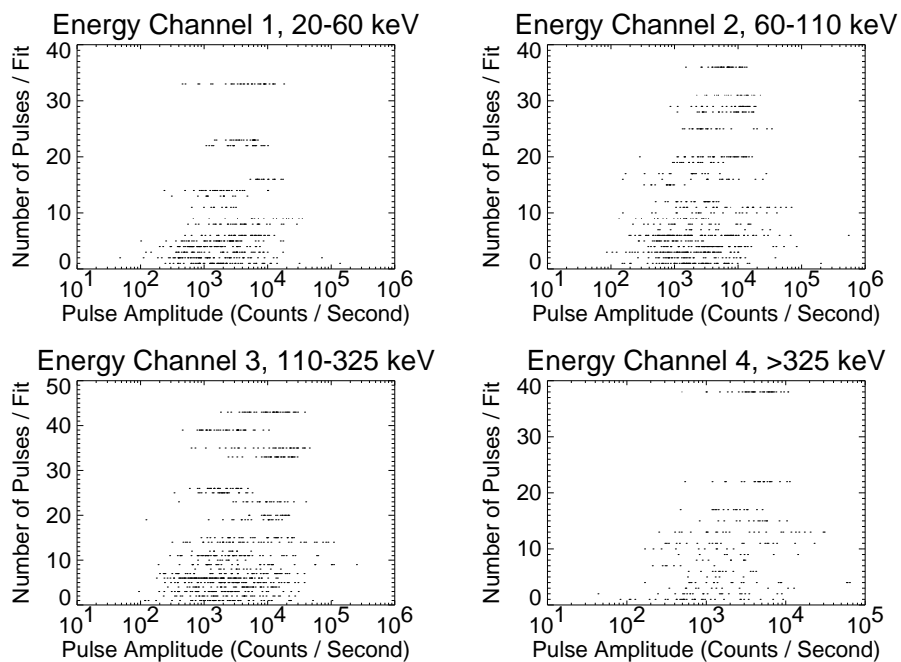 Energy Channel 1, 20-60 keV
Number of Pulses / Fit
40
30
20
10
0
10^1 10^2 10^3 10^4 10^5 10^6
Pulse Amplitude (Counts / Second)
Energy Channel 2, 60-110 keV
Number of Pulses / Fit
40
30
20
10
0
10^1 10^2 10^3 10^4 10^5 10^6
Pulse Amplitude (Counts / Second)
Energy Channel 3, 110-325 keV
Number of Pulses / Fit
50
40
30
20
10
0
10^1 10^2 10^3 10^4 10^5 10^6
Pulse Amplitude (Counts / Second)
Energy Channel 4, >325 keV
Number of Pulses / Fit
40
30
20
10
0
10^1 10^2 10^3 10^4 10^5
Pulse Amplitude (Counts / Second)